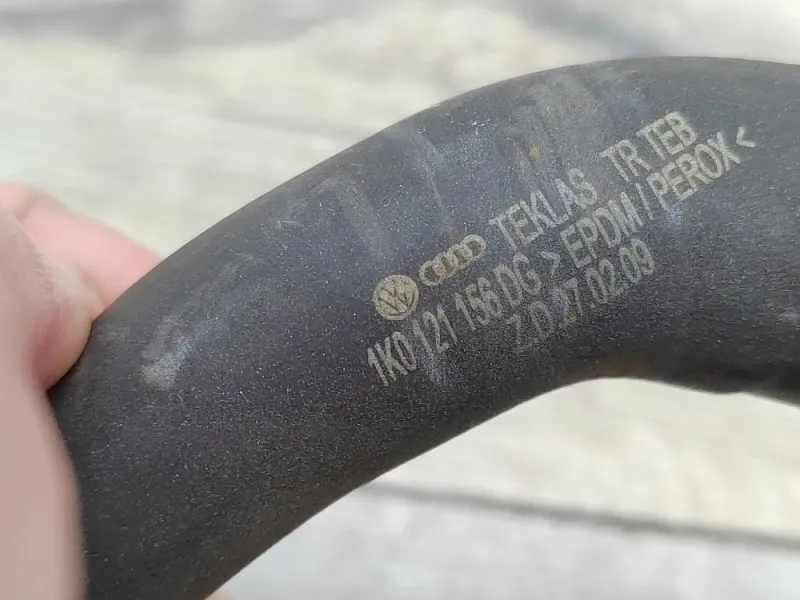 TEKLAS TR TEB
1K0 121 156 DG >EPDM/PEROX<
Z.D 27.02.09